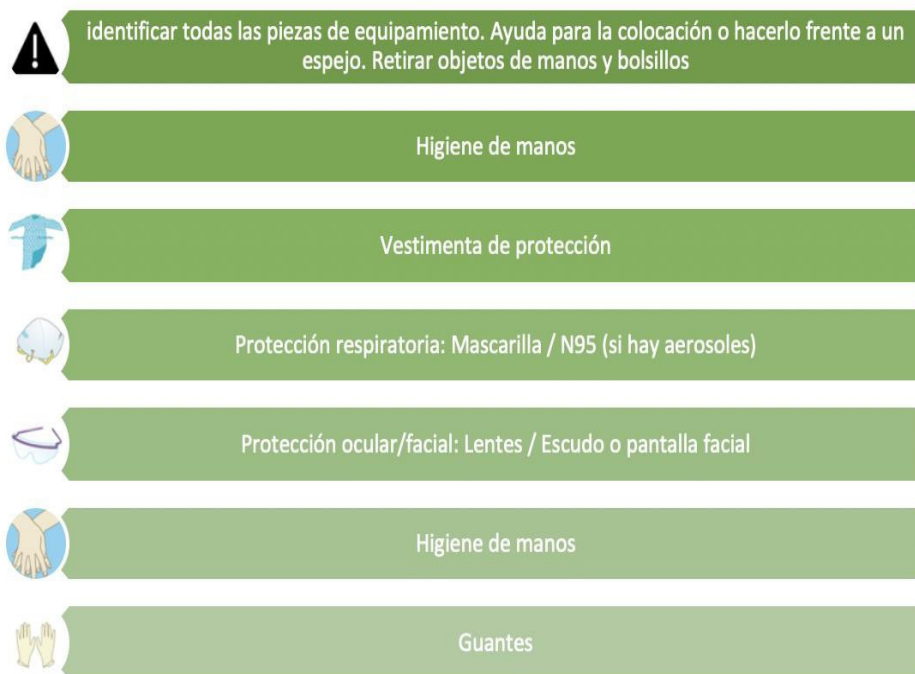 identificar todas las piezas de equipamiento. Ayuda para la colocación o hacerlo frente a un
espejo. Retirar objetos de manos y bolsillos
Higiene de manos
Vestimenta de protección
Protección respiratoria: Mascarilla / N95 (si hay aerosoles)
Protección ocular/facial: Lentes / Escudo o pantalla facial
Higiene de manos
Guantes